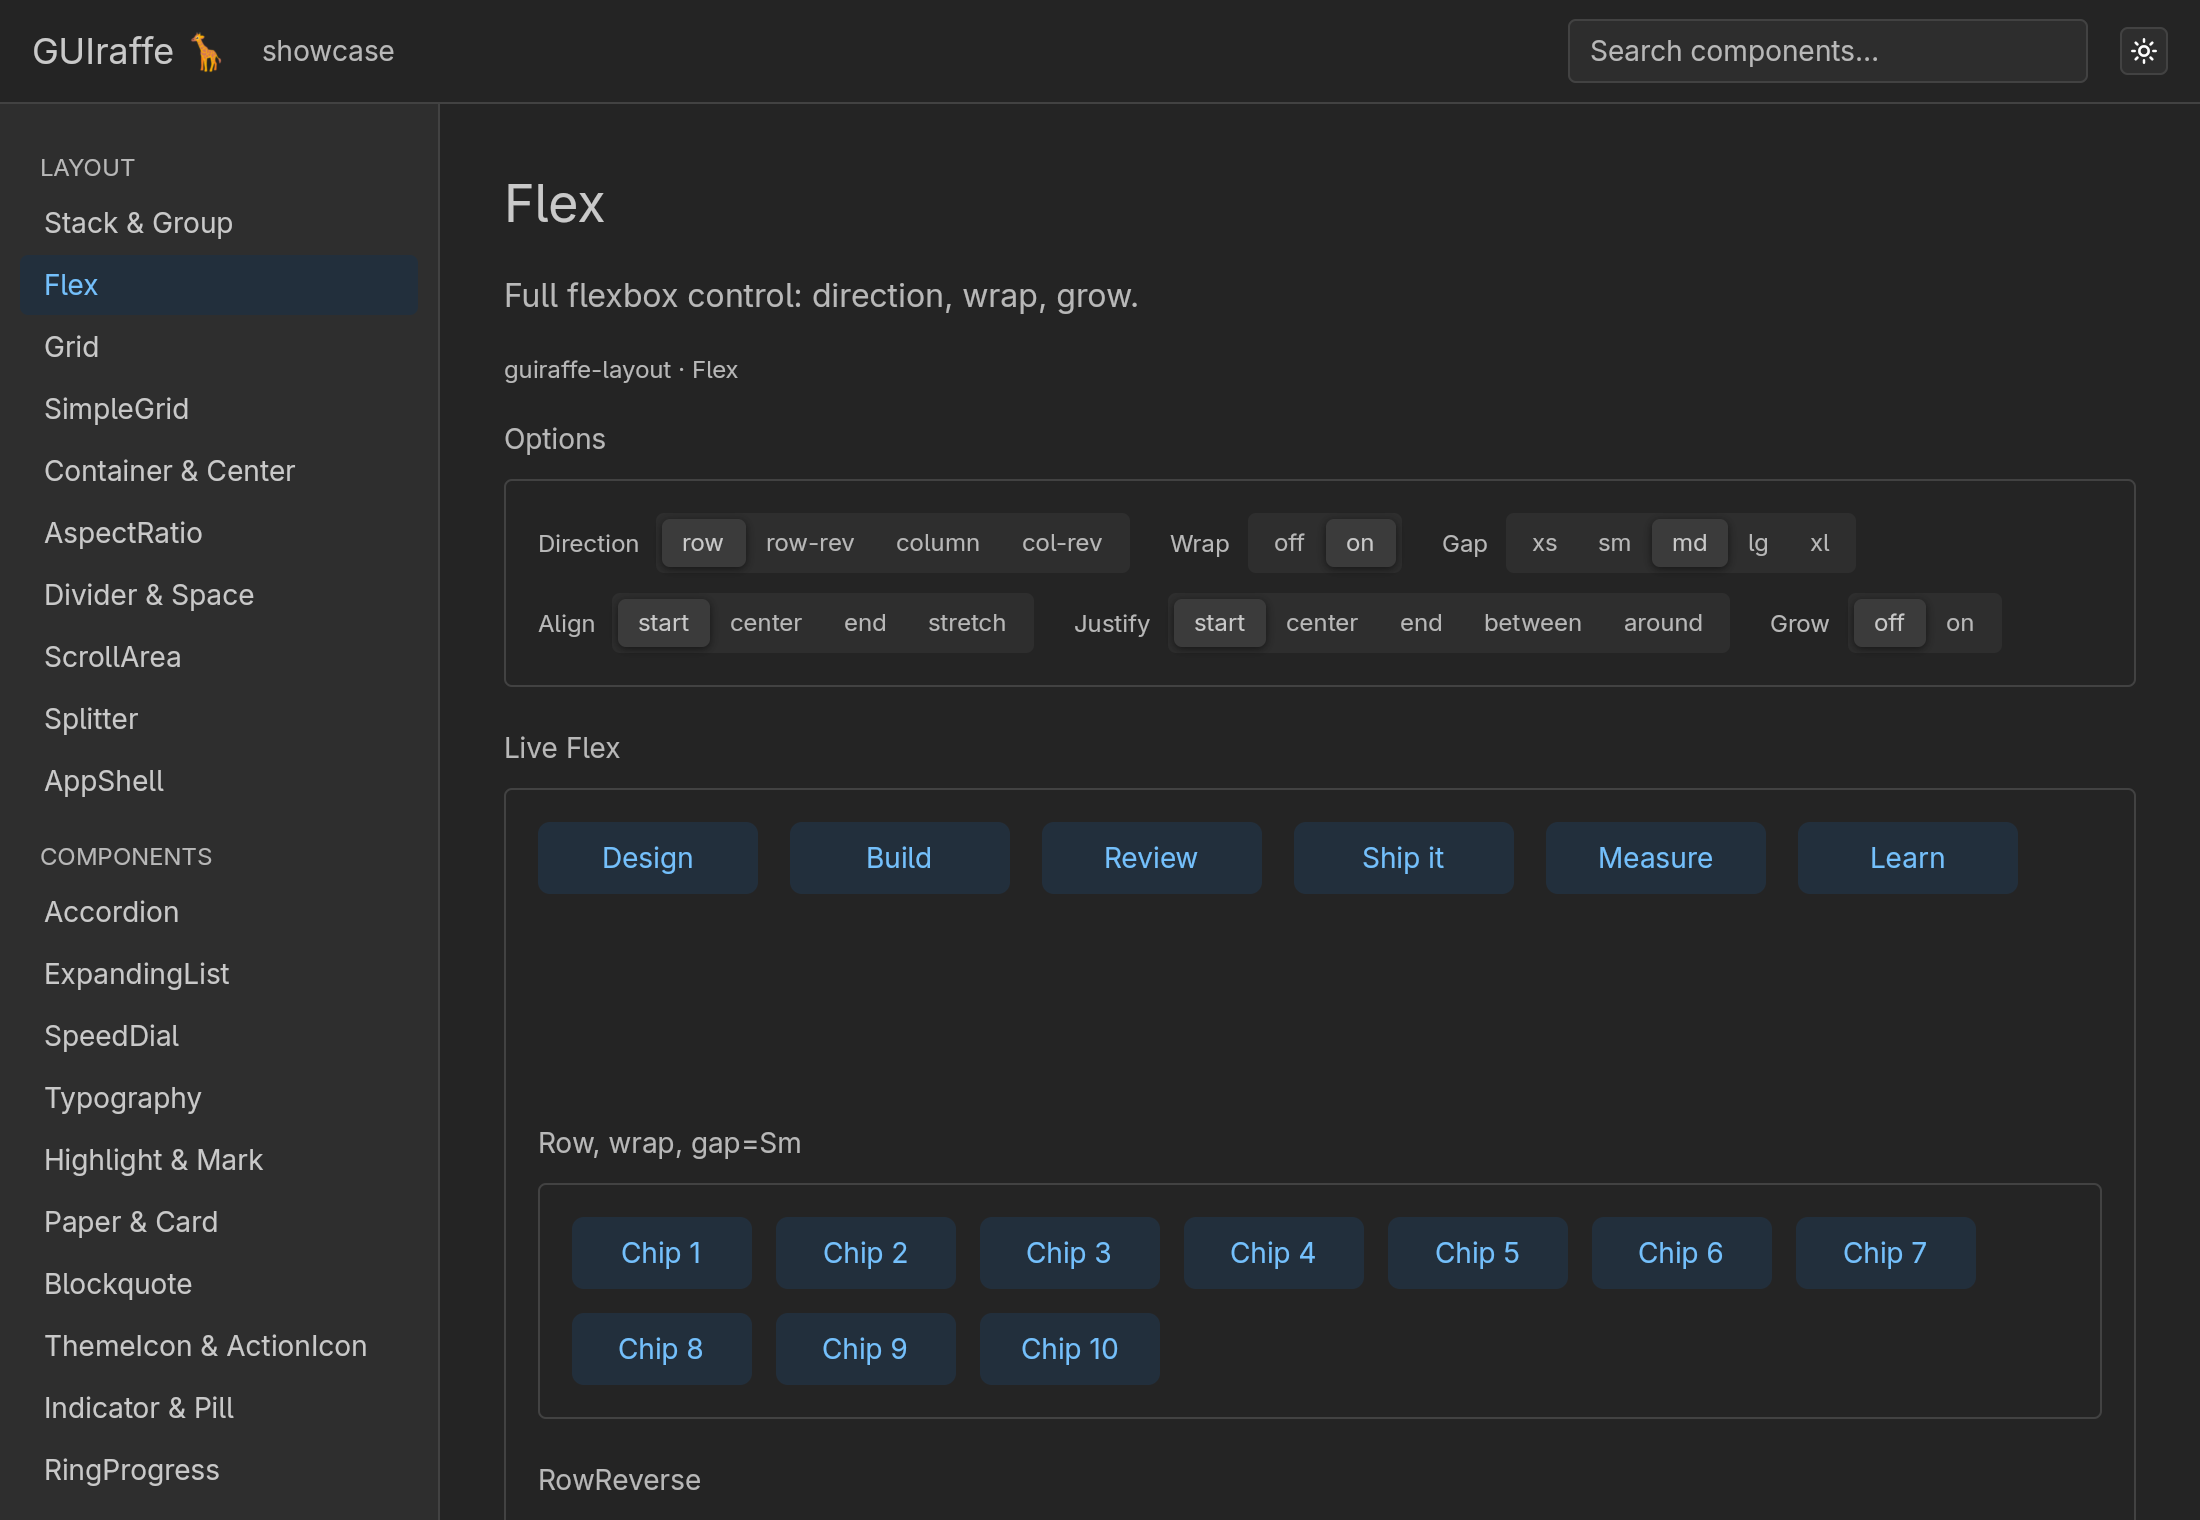 GUIraffe showcase Search components...
LAYOUT
Stack & Group
Flex
Grid
SimpleGrid
Container & Center
AspectRatio
Divider & Space
ScrollArea
Splitter
AppShell
COMPONENTS
Accordion
ExpandingList
SpeedDial
Typography
Highlight & Mark
Paper & Card
Blockquote
ThemeIcon & ActionIcon
Indicator & Pill
RingProgress
Flex
Full flexbox control: direction, wrap, grow.
guiraffe-layout · Flex
Options
Direction row row-rev column col-rev Wrap off on Gap xs sm md lg xl
Align start center end stretch Justify start center end between around Grow off on
Live Flex
Design Build Review Ship it Measure Learn
Row, wrap, gap=Sm
Chip 1 Chip 2 Chip 3 Chip 4 Chip 5 Chip 6 Chip 7
Chip 8 Chip 9 Chip 10
RowReverse